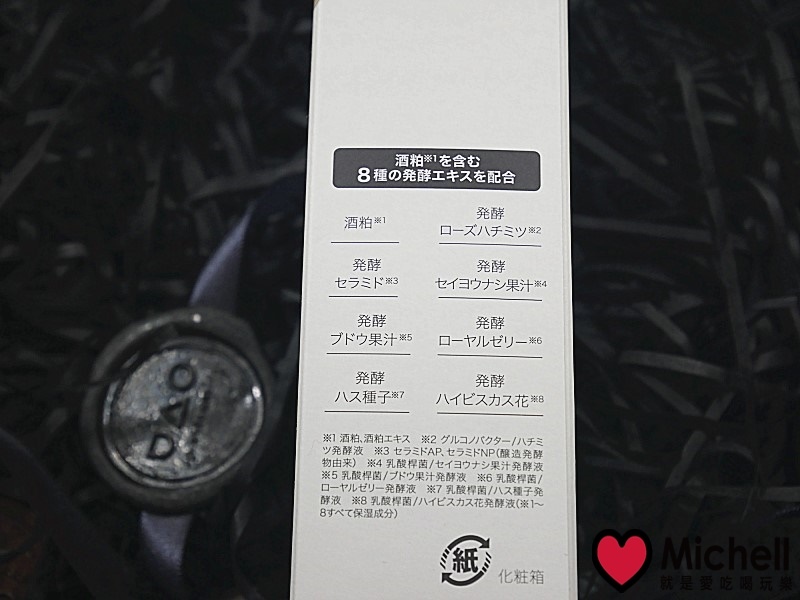 酒粕※1を含む
8種の発酵エキスを配合
酒粕※1
発酵
ローズハチミツ※2
発酵
セラミド※3
発酵
セイヨウナシ果汁※4
発酵
ブドウ果汁※5
発酵
ローヤルゼリー※6
発酵
ハス種子※7
発酵
ハイビスカス花※8
※1 酒粕、酒粕エキス ※2 グルコノバクター/ハチミ
ツ発酵液 ※3 セラミドAP、セラミドNP(醸造発酵
物由来) ※4 乳酸桿菌/セイヨウナシ果汁発酵液
※5 乳酸桿菌/ブドウ果汁発酵液 ※6 乳酸桿菌/
ローヤルゼリー発酵液 ※7 乳酸桿菌/ハス種子発
酵液 ※8 乳酸桿菌/ハイビスカス花発酵液(※1〜
8すべて保湿成分)
紙
化粧箱
Michell
就是愛吃喝玩樂